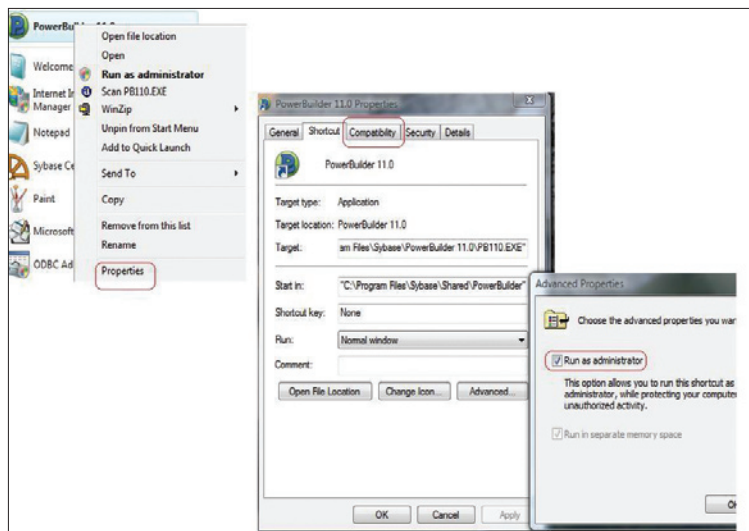 PowerBu
Open file location
Open
Run as administrator
Scan PB110.EXE
WinZip
Unpin from Start Menu
Add to Quick Launch
Send To
Copy
Remove from this list
Rename
Properties
Welcome
Internet In
Manager
Notepad
Sybase Ce
Paint
Microsoft
ODBC Ad
PowerBuilder 11.0 Properties
General
Shortcut
Compatibility
Security
Details
PowerBuilder 11.0
Target type: Application
Target location: PowerBuilder 11.0
Target: am Files\Sybase\PowerBuilder 11.0\PB110.EXE"
Start in: "C:\Program Files\Sybase\Shared\PowerBuilder"
Shortcut key: None
Run: Normal window
Comment:
Open File Location
Change Icon...
Advanced...
OK
Cancel
Apply
Advanced Properties
Choose the advanced properties you wan
Run as administrator
This option allows you to run this shortcut as
administrator, while protecting your computer
unauthorized activity.
Run in separate memory space